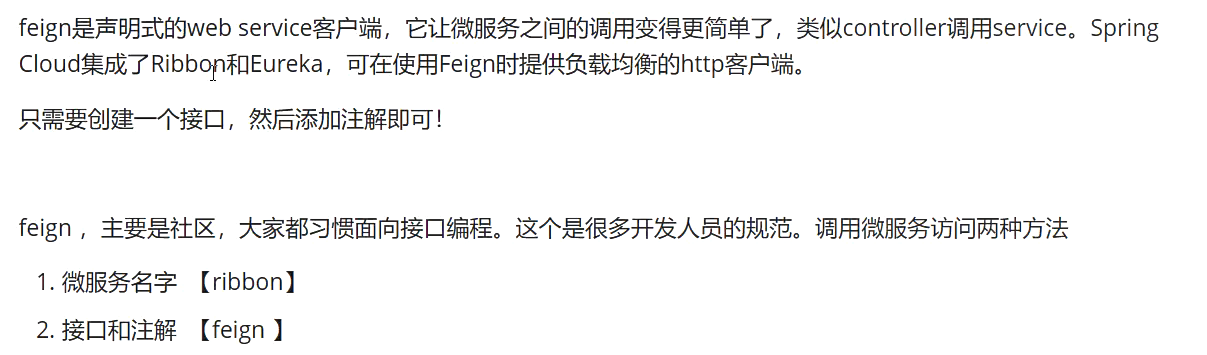 feign是声明式的web service客户端，它让微服务之间的调用变得更简单了，类似controller调用service。Spring
Cloud集成了Ribbon和Eureka，可在使用Feign时提供负载均衡的http客户端。
只需要创建一个接口，然后添加注解即可！
feign ，主要是社区，大家都习惯面向接口编程。这个是很多开发人员的规范。调用微服务访问两种方法
1. 微服务名字 【ribbon】
2. 接口和注解 【feign 】